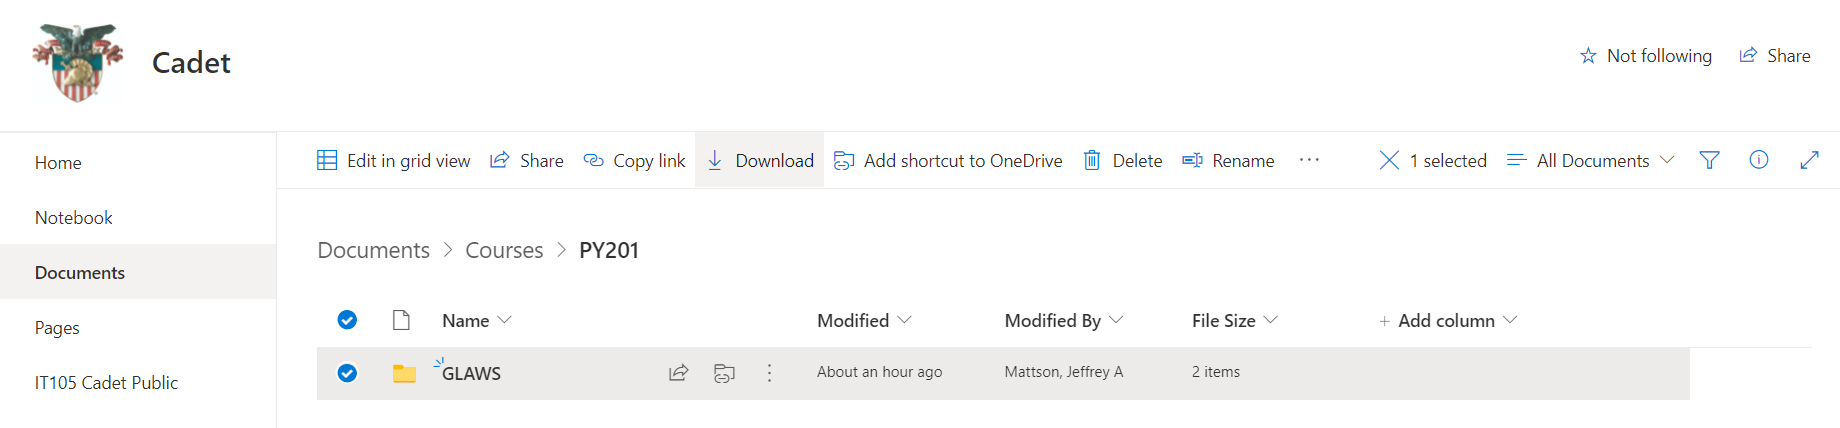 Cadet
Not following Share
Home
Notebook
Documents
Pages
IT105 Cadet Public
Edit in grid view Share Copy link Download Add shortcut to OneDrive Delete Rename ··· 1 selected All Documents
Documents > Courses > PY201
Name Modified Modified By File Size + Add column
GLAWS About an hour ago Mattson, Jeffrey A 2 items